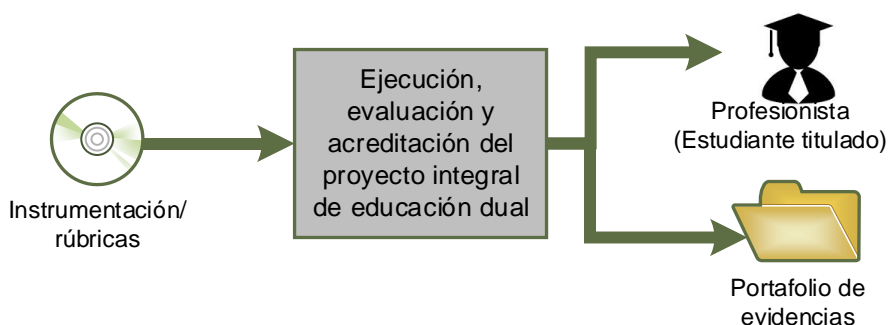 Instrumentación/
rúbricas
Ejecución,
evaluación y
acreditación del
proyecto integral
de educación dual
Profesionista
(Estudiante titulado)
Portafolio de
evidencias